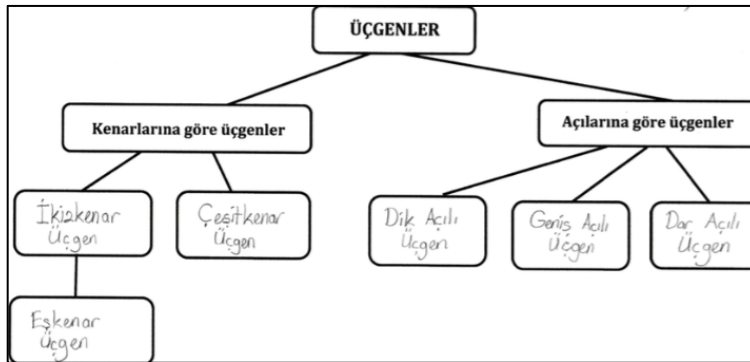 ÜÇGENLER
Kenarlarına göre üçgenler
Açılarına göre üçgenler
İkizkenar
Üçgen
Çeşitkenar
Üçgen
Dik Açılı
Üçgen
Geniş Açılı
Üçgen
Dar Açılı
Üçgen
Eşkenar
Üçgen